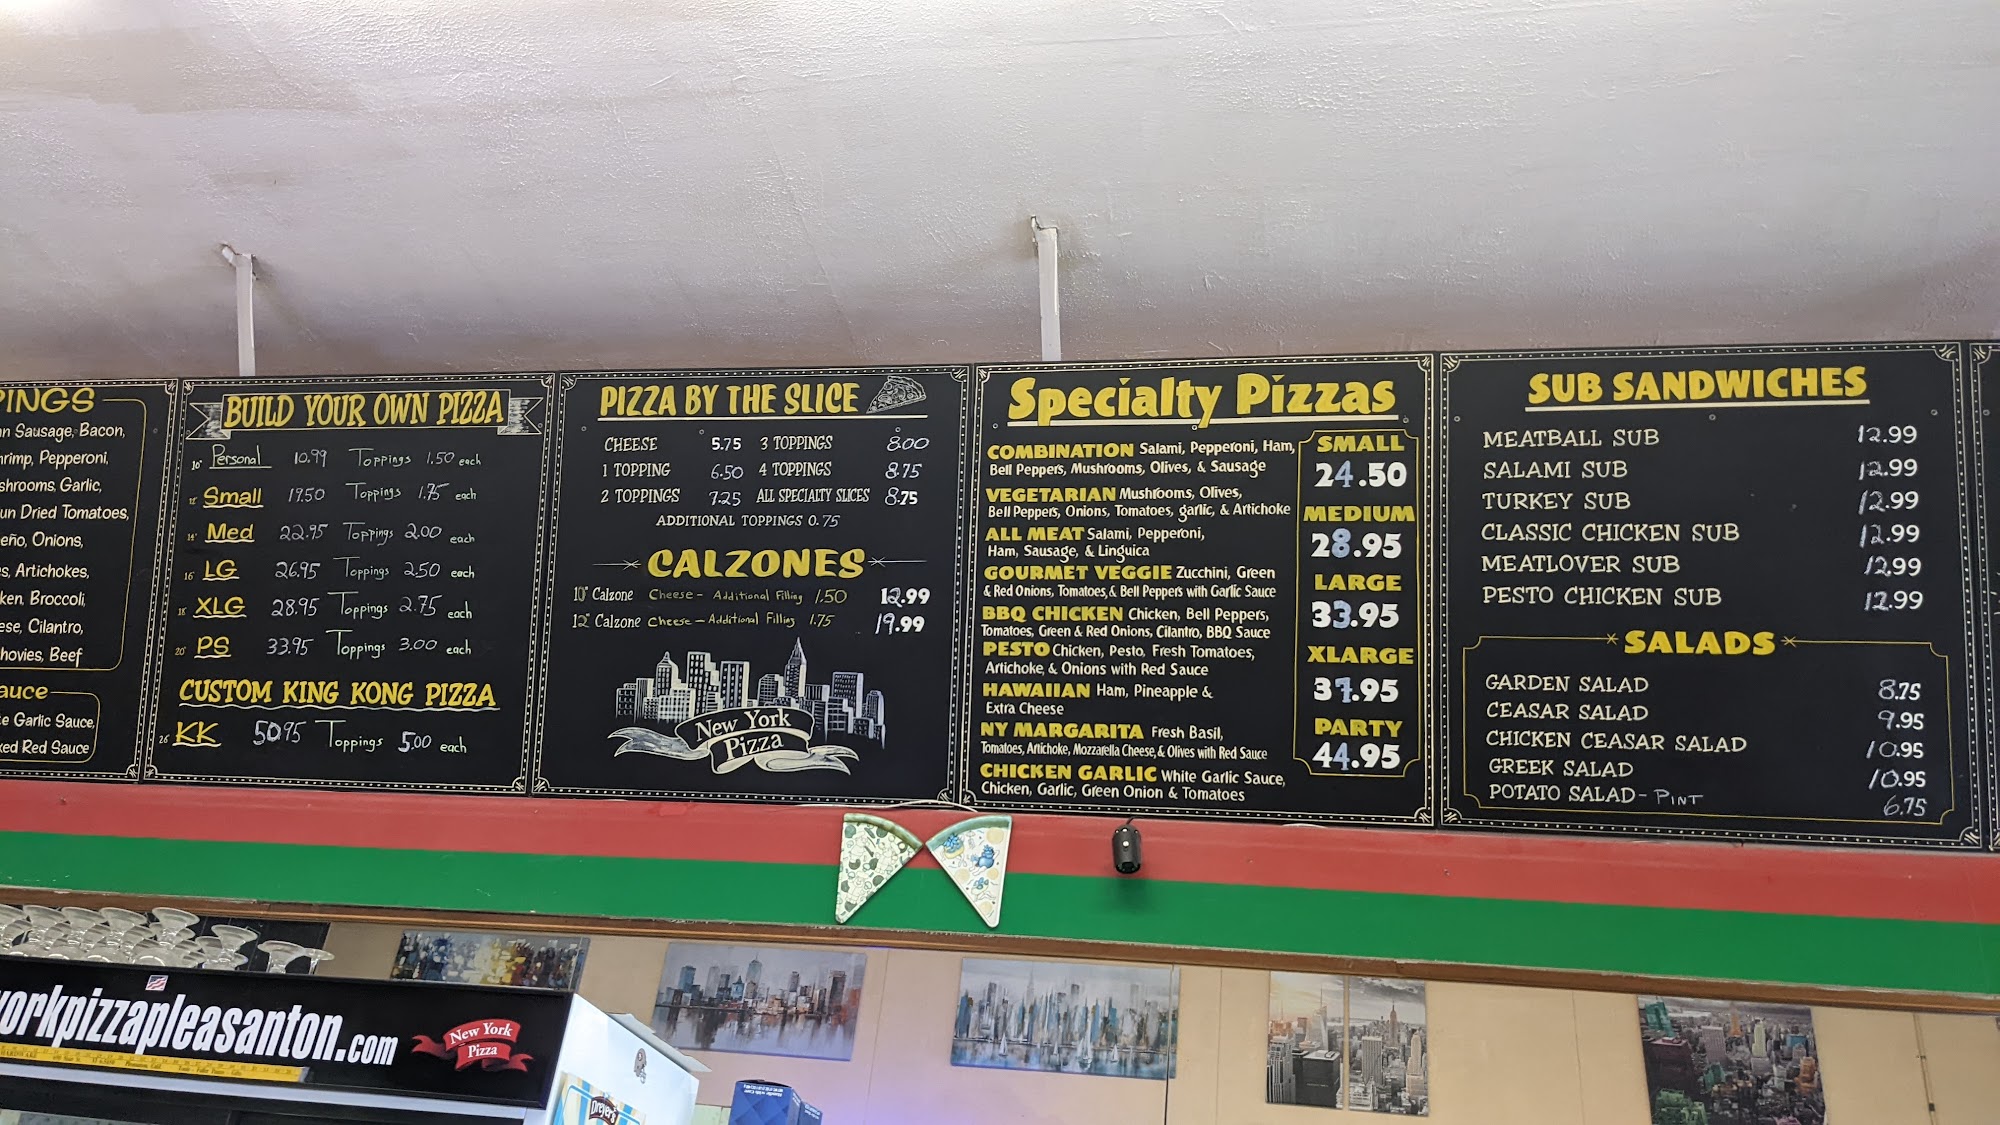 PINGS
Sausage, Bacon,
Pepperoni,
Garlic,
Dried Tomatoes,
Onions,
Artichokes,
Broccoli,
Cilantro,
Beef
Garlic Sauce,
Red Sauce
BUILD YOUR OWN PIZZA
10" Personal 10.99 Toppings 1.50 each
12" Small 19.50 Toppings 1.75 each
14" Med 22.95 Toppings 2.00 each
16" LG 26.95 Toppings 2.50 each
18" XLG 28.95 Toppings 2.75 each
20" PS 33.95 Toppings 3.00 each
CUSTOM KING KONG PIZZA
26" KK 50.95 Toppings 5.00 each
PIZZA BY THE SLICE
CHEESE 5.75 3 TOPPINGS 8.00
1 TOPPING 6.50 4 TOPPINGS 8.75
2 TOPPINGS 7.25 ALL SPECIALTY SLICES 8.75
ADDITIONAL TOPPINGS 0.75
CALZONES
10" Calzone Cheese - Additional Filling 1.50 12.99
12" Calzone Cheese - Additional Filling 1.75 19.99
New York
Pizza
Specialty Pizzas
COMBINATION Salami, Pepperoni, Ham,
Bell Peppers, Mushrooms, Olives, & Sausage
VEGETARIAN Mushrooms, Olives,
Bell Peppers, Onions, Tomatoes, garlic, & Artichoke
ALL MEAT Salami, Pepperoni,
Ham, Sausage, & Linguica
GOURMET VEGGIE Zucchini, Green
& Red Onions, Tomatoes, & Bell Peppers with Garlic Sauce
BBQ CHICKEN Chicken, Bell Peppers,
Tomatoes, Green & Red Onions, Cilantro, BBQ Sauce
PESTO Chicken, Pesto, Fresh Tomatoes,
Artichoke & Onions with Red Sauce
HAWAIIAN Ham, Pineapple &
Extra Cheese
NY MARGARITA Fresh Basil,
Tomatoes, Artichoke, Mozzarella Cheese, & Olives with Red Sauce
CHICKEN GARLIC White Garlic Sauce,
Chicken, Garlic, Green Onion & Tomatoes
SMALL
24.50
MEDIUM
28.95
LARGE
33.95
XLARGE
37.95
PARTY
44.95
SUB SANDWICHES
MEATBALL SUB 12.99
SALAMI SUB 12.99
TURKEY SUB 12.99
CLASSIC CHICKEN SUB 12.99
MEATLOVER SUB 12.99
PESTO CHICKEN SUB 12.99
SALADS
GARDEN SALAD 8.75
CEASAR SALAD 9.95
CHICKEN CEASAR SALAD 10.95
GREEK SALAD 10.95
POTATO SALAD - PINT 6.75
orkpizzapleasanton.com
New York
Pizza
Dreyer's